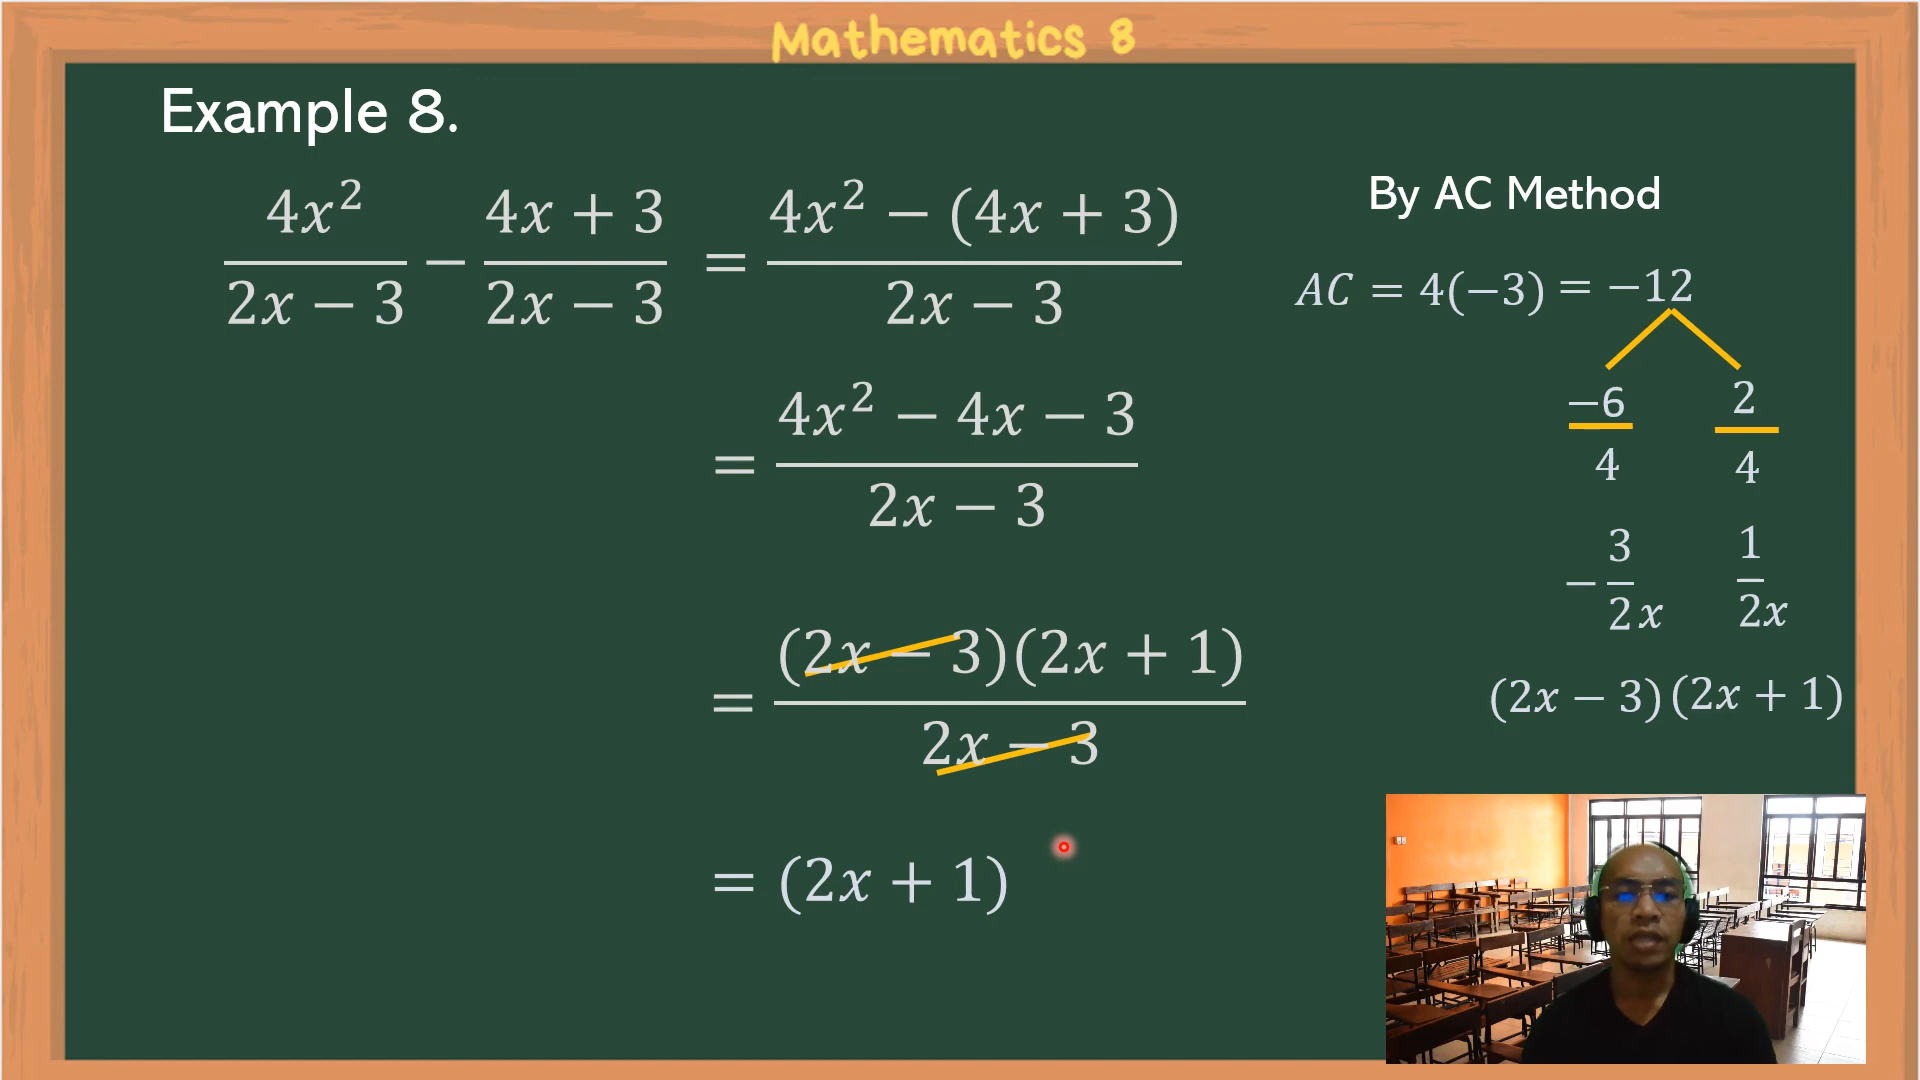 Mathematics 8
Example 8.
4x²/(2x − 3) − (4x + 3)/(2x − 3) = (4x² − (4x + 3))/(2x − 3)
= (4x² − 4x − 3)/(2x − 3)
= (2x − 3)(2x + 1)/(2x − 3)
= (2x + 1)
By AC Method
AC = 4(−3) = −12
−6/4 2/4
−3/2x 1/2x
(2x − 3)(2x + 1)